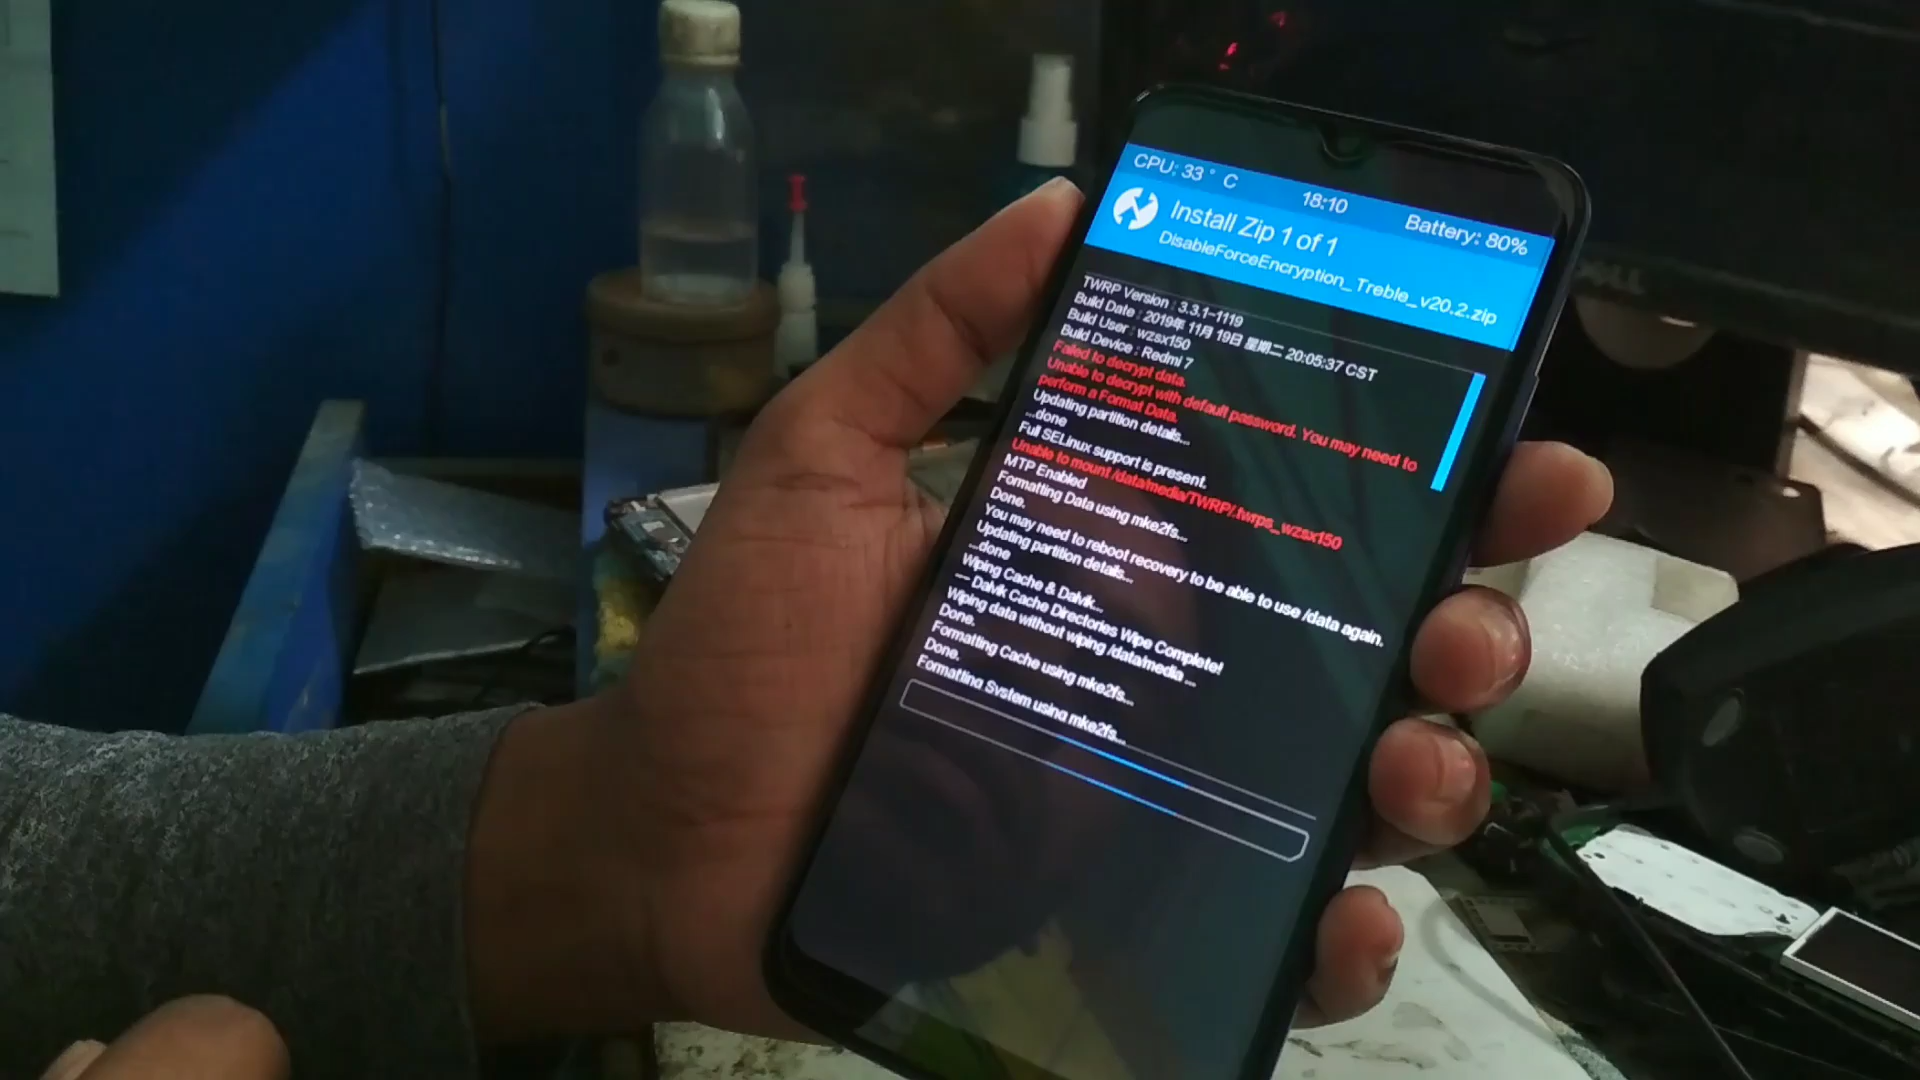 CPU: 33 ° C 18:10 Battery: 80%
Install Zip 1 of 1
DisableForceEncryption_Treble_v20.2.zip
TWRP Version : 3.3.1-1119
Build Date : 2019年 11月 19日 星期二 20:05:37 CST
Build User : wzsx150
Build Device : Redmi 7
Failed to decrypt data.
Unable to decrypt with default password. You may need to
perform a Format Data.
Updating partition details...
...done
Full SELinux support is present.
Unable to mount /data/media/TWRP/.twrps_wzsx150
MTP Enabled
Formatting Data using mke2fs...
Done.
You may need to reboot recovery to be able to use /data again.
Updating partition details...
...done
Wiping Cache & Dalvik...
--- Dalvik Cache Directories Wipe Complete!
Wiping data without wiping /data/media ...
Done.
Formatting Cache using mke2fs...
Done.
Formatting System using mke2fs...
DELL